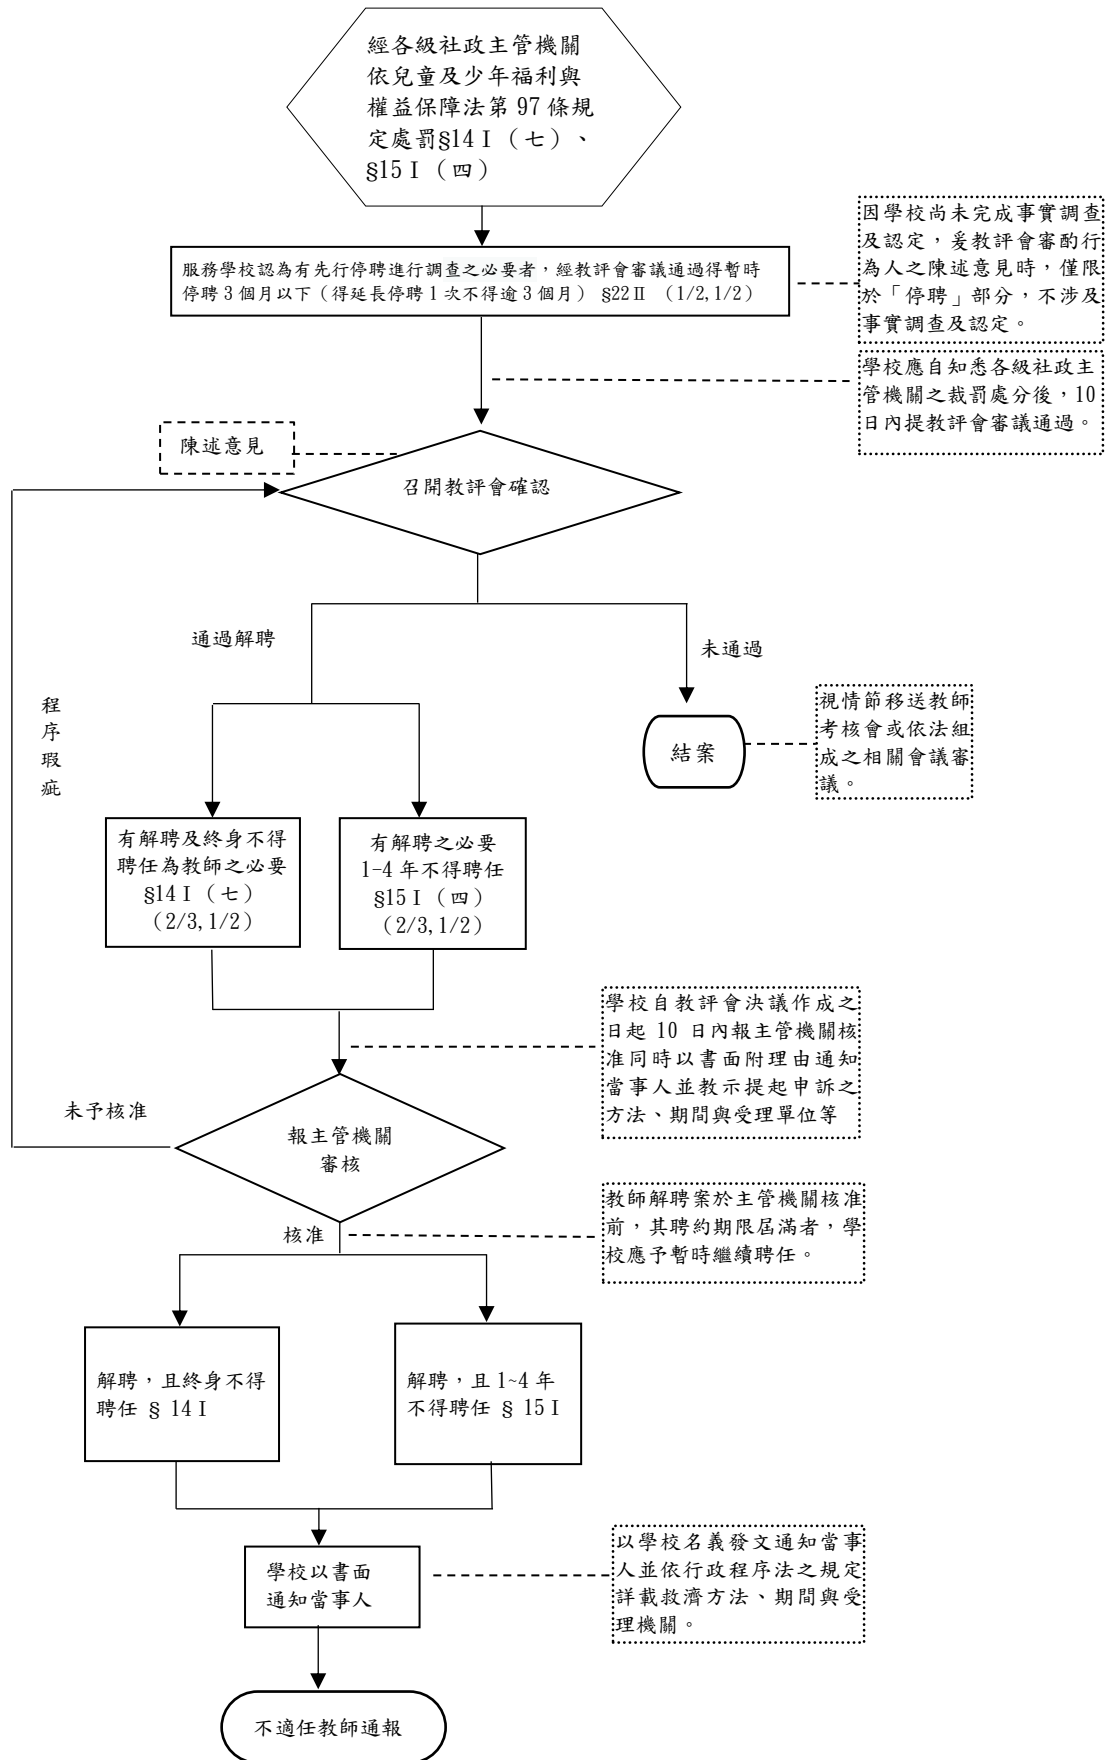 經各級社政主管機關
依兒童及少年福利與
權益保障法第 97 條規
定處罰§14Ⅰ（七）、
§15Ⅰ（四）
服務學校認為有先行停聘進行調查之必要者，經教評會審議通過得暫時
停聘 3 個月以下（得延長停聘 1 次不得逾 3 個月） §22Ⅱ （1/2,1/2）
因學校尚未完成事實調查
及認定，爰教評會審酌行
為人之陳述意見時，僅限
於「停聘」部分，不涉及
事實調查及認定。
學校應自知悉各級社政主
管機關之裁罰處分後，10
日內提教評會審議通過。
陳述意見
召開教評會確認
通過解聘
未通過
程
序
瑕
疵
結案
視情節移送教師
考核會或依法組
成之相關會議審
議。
有解聘及終身不得
聘任為教師之必要
§14Ⅰ（七）
（2/3,1/2）
有解聘之必要
1-4 年不得聘任
§15Ⅰ（四）
（2/3,1/2）
學校自教評會決議作成之
日起 10 日內報主管機關核
准同時以書面附理由通知
當事人並教示提起申訴之
方法、期間與受理單位等
未予核准
報主管機關
審核
核准
教師解聘案於主管機關核准
前，其聘約期限屆滿者，學
校應予暫時繼續聘任。
解聘，且終身不得
聘任 § 14Ⅰ
解聘，且 1~4 年
不得聘任 § 15Ⅰ
學校以書面
通知當事人
以學校名義發文通知當事
人並依行政程序法之規定
詳載救濟方法、期間與受
理機關。
不適任教師通報